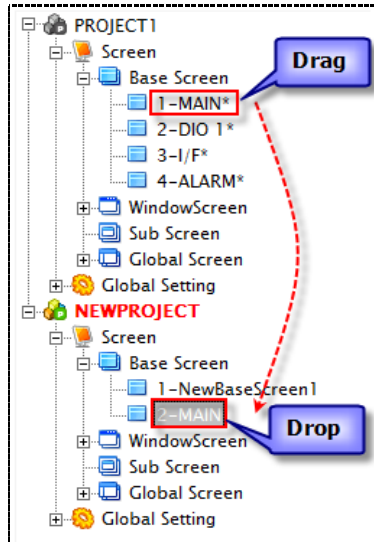 PROJECT1
Screen
Drag
Base Screen
1-MAIN*
2-DIO 1*
3-I/F*
4-ALARM*
WindowScreen
Sub Screen
Global Screen
Global Setting
NEWPROJECT
Screen
Base Screen
1-NewBaseScreen1
2-MAIN
Drop
WindowScreen
Sub Screen
Global Screen
Global Setting